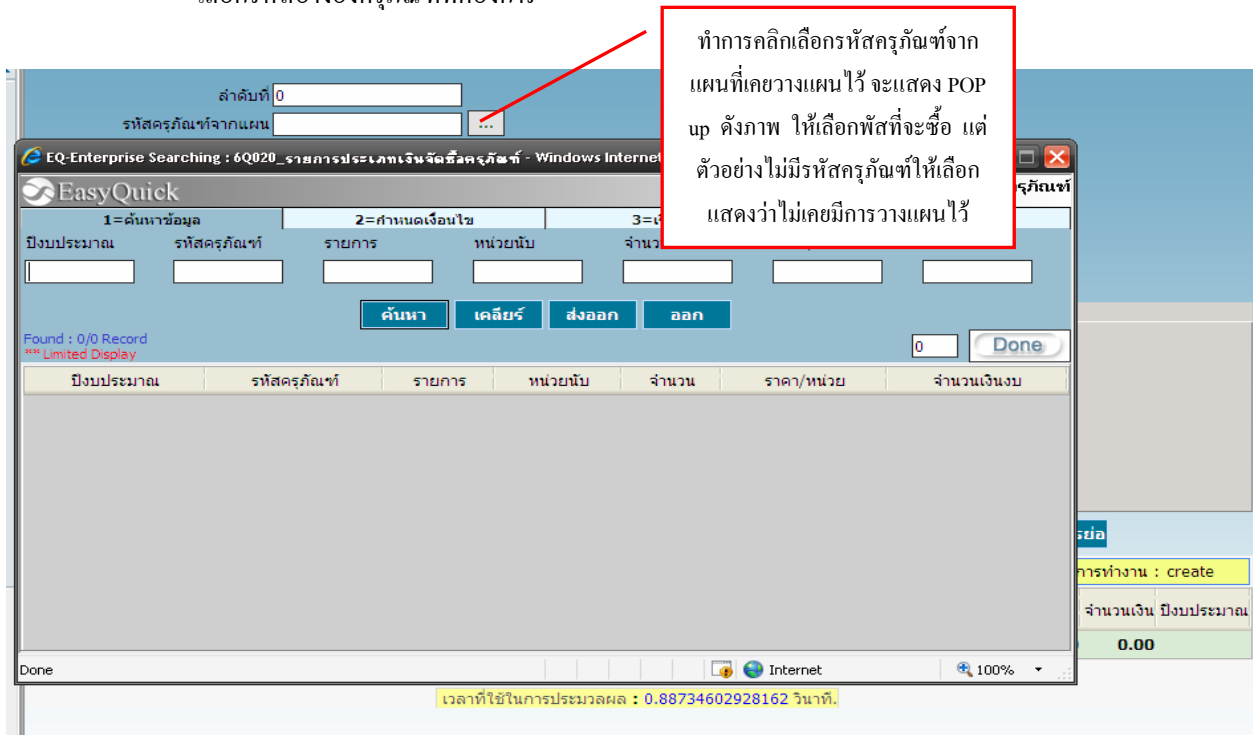 ทำการคลิกเลือกรหัสครุภัณฑ์จาก
แผนที่เคยวางแผนไว้ จะแสดง POP
up ดังภาพ ให้เลือกพัสที่จะซื้อ แต่
ตัวอย่างไม่มีรหัสครุภัณฑ์ให้เลือก
แสดงว่าไม่เคยมีการวางแผนไว้
ลำดับที่ 0
รหัสครุภัณฑ์จากแผน ...
EQ-Enterprise Searching : 6Q020_รายการประเภทเงินจัดซื้อครุภัณฑ์ - Windows Internet
EasyQuick
1=ค้นหาข้อมูล 2=กำหนดเงื่อนไข
ปีงบประมาณ รหัสครุภัณฑ์ รายการ หน่วยนับ
ค้นหา เคลียร์ ส่งออก ออก
Found : 0/0 Record
** Limited Display
0 Done
ปีงบประมาณ รหัสครุภัณฑ์ รายการ หน่วยนับ จำนวน ราคา/หน่วย จำนวนเงินงบ
การทำงาน : create
จำนวนเงิน ปีงบประมาณ
0.00
Done Internet 100%
เวลาที่ใช้ในการประมวลผล : 0.88734602928162 วินาที.